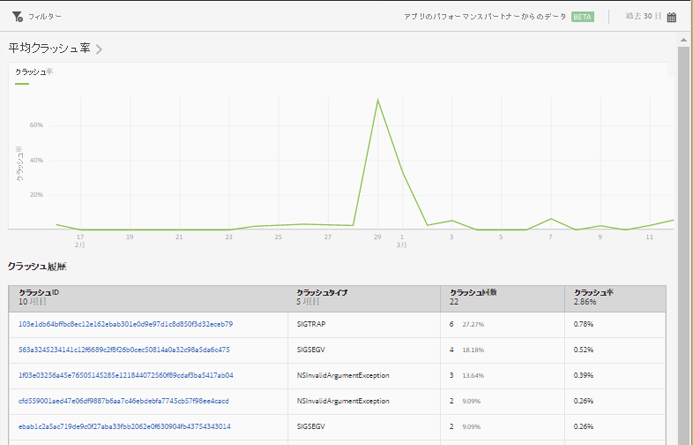 フィルター
アプリのパフォーマンスパートナーからのデータ BETA
過去 30 日
平均クラッシュ率
クラッシュ率
60%
40%
20%
クラッシュ率
17 19 21 23 25 27 29 1 3 5 7 9 11
2月 3月
クラッシュ履歴
クラッシュID クラッシュタイプ クラッシュ回数 クラッシュ率
10 項目 5 項目 22 2.86%
103e1db64bffbc8ec12e162ebab301e0d9e97d1c8d850f3d32eceb79 SIGTRAP 6 27.27% 0.78%
563a3245234141c12f6689c2f8f26b0cec50814a0a32c98a5da6c475 SIGSEGV 4 18.18% 0.52%
1f03e03256a45e76505145285e121844072560f89cdaf3ba5417ab04 NSInvalidArgumentException 3 13.64% 0.39%
cfd559001aed47e06df9887b6aa7c46ebdebfa7745cb57f98ee4cacd NSInvalidArgumentException 2 9.09% 0.26%
ebab1c2a5ac719de9c0f27aba33fbb2062e0f630904fb43754343014 SIGSEGV 2 9.09% 0.26%